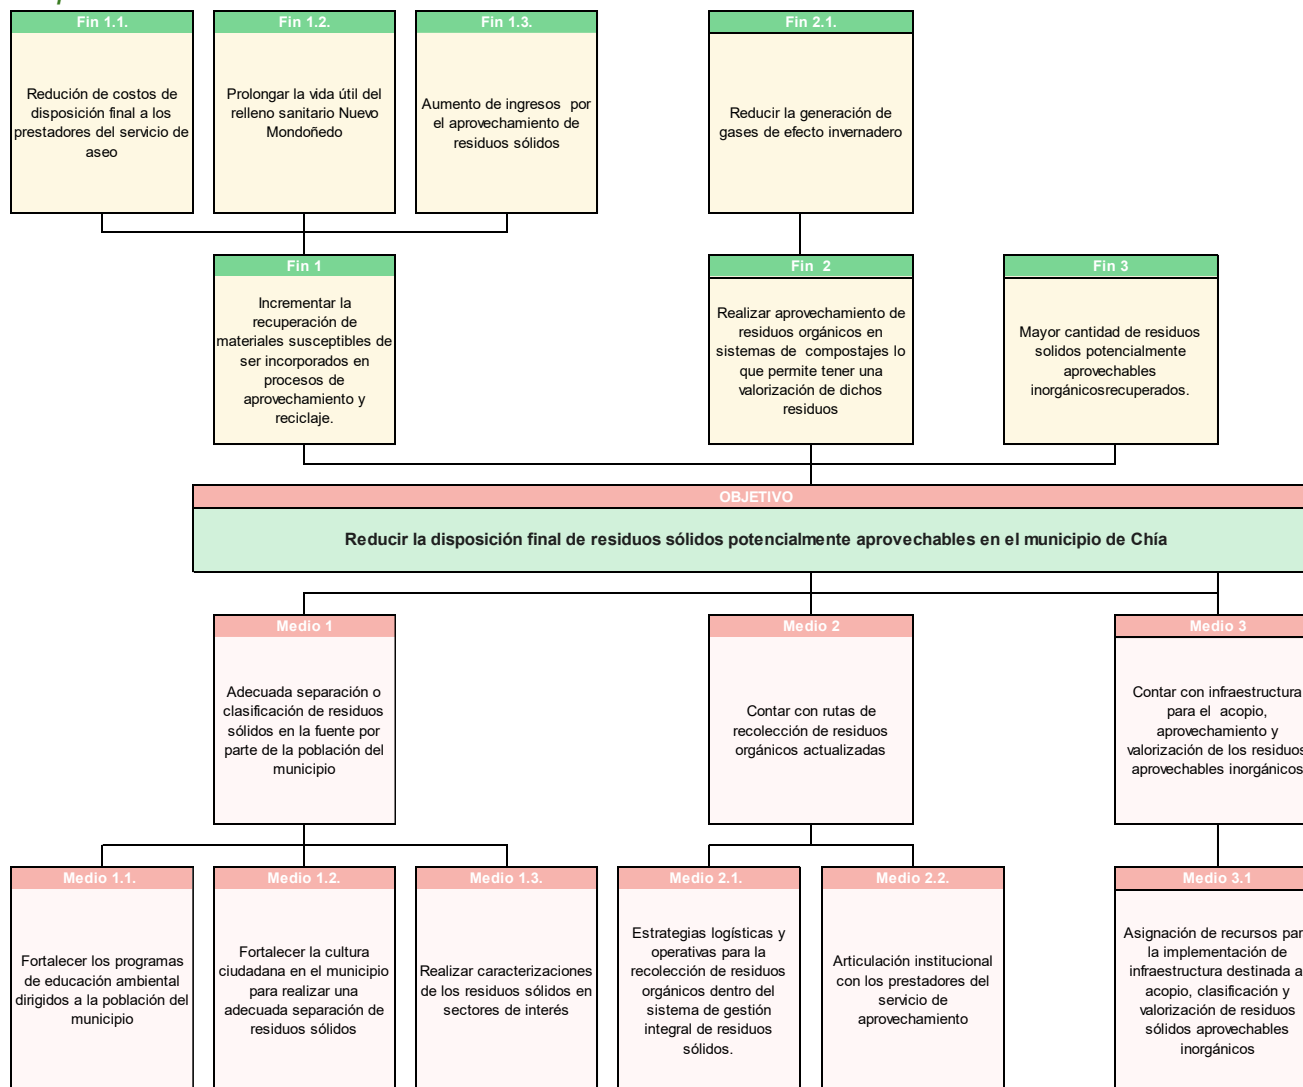 Fin 1.1.
Redución de costos de
disposición final a los
prestadores del servicio de
aseo
Fin 1.2.
Prolongar la vida útil del
relleno sanitario Nuevo
Mondoñedo
Fin 1.3.
Aumento de ingresos por
el aprovechamiento de
residuos sólidos
Fin 2.1.
Reducir la generación de
gases de efecto invernadero
Fin 1
Incrementar la
recuperación de
materiales susceptibles de
ser incorporados en
procesos de
aprovechamiento y
reciclaje.
Fin 2
Realizar aprovechamiento de
residuos orgánicos en
sistemas de compostajes lo
que permite tener una
valorización de dichos
residuos
Fin 3
Mayor cantidad de residuos
solidos potencialmente
aprovechables
inorgánicosrecuperados.
OBJETIVO
Reducir la disposición final de residuos sólidos potencialmente aprovechables en el municipio de Chía
Medio 1
Adecuada separación o
clasificación de residuos
sólidos en la fuente por
parte de la población del
municipio
Medio 2
Contar con rutas de
recolección de residuos
orgánicos actualizadas
Medio 3
Contar con infraestructura
para el acopio,
aprovechamiento y
valorización de los residuos
aprovechables inorgánicos
Medio 1.1.
Fortalecer los programas
de educación ambiental
dirigidos a la población del
municipio
Medio 1.2.
Fortalecer la cultura
ciudadana en el municipio
para realizar una
adecuada separación de
residuos sólidos
Medio 1.3.
Realizar caracterizaciones
de los residuos sólidos en
sectores de interés
Medio 2.1.
Estrategias logísticas y
operativas para la
recolección de residuos
orgánicos dentro del
sistema de gestión
integral de residuos
sólidos.
Medio 2.2.
Articulación institucional
con los prestadores del
servicio de
aprovechamiento
Medio 3.1
Asignación de recursos par
la implementación de
infraestructura destinada a
acopio, clasificación y
valorización de residuos
sólidos aprovechables
inorgánicos